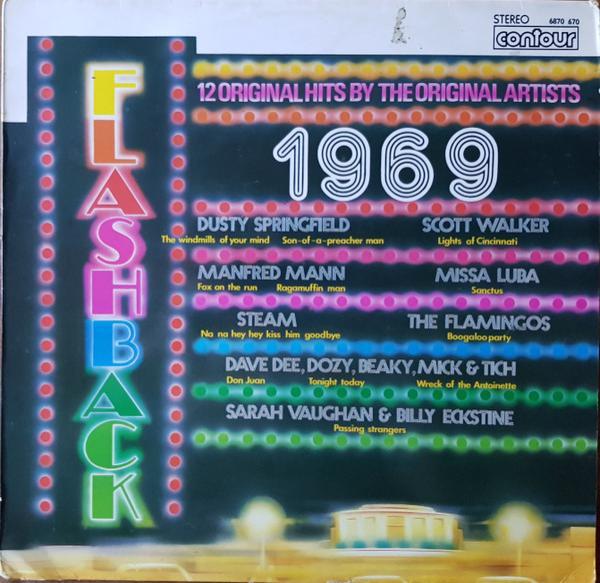 STEREO 6870 670
contour
12 ORIGINAL HITS BY THE ORIGINAL ARTISTS
FLASHBACK
1969
DUSTY SPRINGFIELD SCOTT WALKER
The windmills of your mind Son-of-a-preacher man Lights of Cincinnati
MANFRED MANN MISSA LUBA
Fox on the run Ragamuffin man Sanctus
STEAM THE FLAMINGOS
Na na hey hey kiss him goodbye Boogaloo party
DAVE DEE, DOZY, BEAKY, MICK & TICH
Don Juan Tonight today Wreck of the Antoinette
SARAH VAUGHAN & BILLY ECKSTINE
Passing strangers